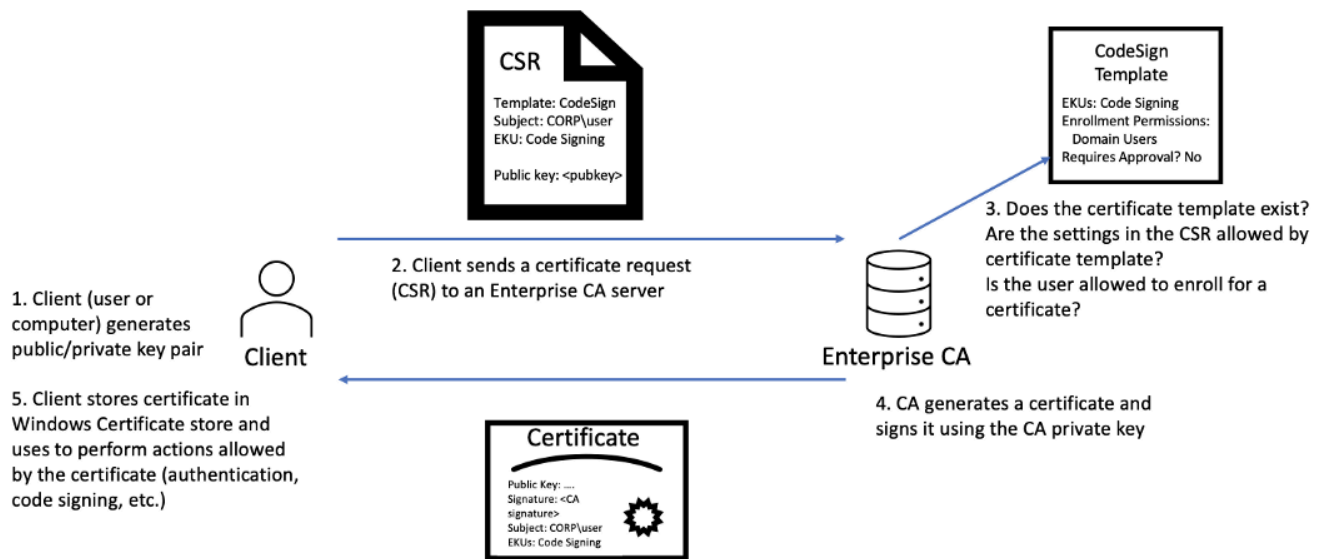 CSR
Template: CodeSign
Subject: CORP\user
EKU: Code Signing
Public key: <pubkey>
CodeSign
Template
EKUs: Code Signing
Enrollment Permissions:
Domain Users
Requires Approval? No
1. Client (user or
computer) generates
public/private key pair
Client
2. Client sends a certificate request
(CSR) to an Enterprise CA server
Enterprise CA
3. Does the certificate template exist?
Are the settings in the CSR allowed by
certificate template?
Is the user allowed to enroll for a
certificate?
4. CA generates a certificate and
signs it using the CA private key
Certificate
Public Key: ....
Signature: <CA
signature>
Subject: CORP\user
EKUs: Code Signing
5. Client stores certificate in
Windows Certificate store and
uses to perform actions allowed
by the certificate (authentication,
code signing, etc.)